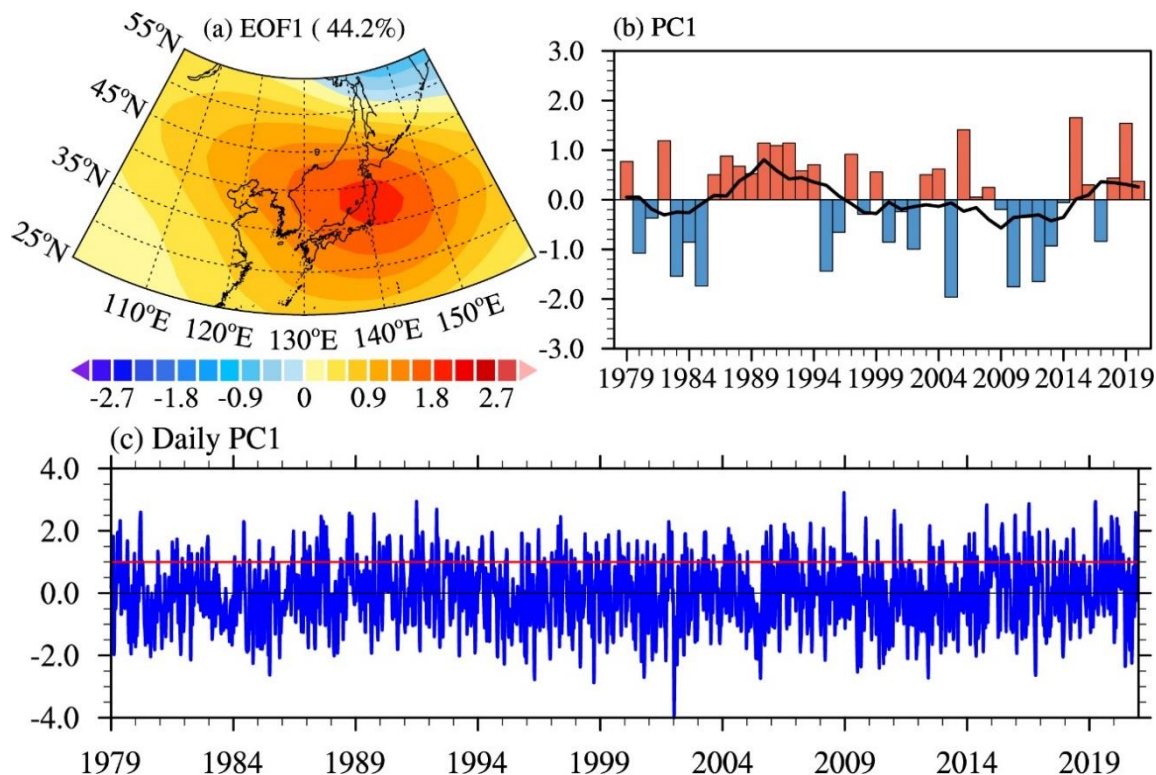 (a) EOF1 ( 44.2%)
55°N
45°N
35°N
25°N
110°E 120°E 130°E 140°E 150°E
-2.7 -1.8 -0.9 0 0.9 1.8 2.7
(b) PC1
3.0
2.0
1.0
0.0
-1.0
-2.0
-3.0
1979 1984 1989 1994 1999 2004 2009 2014 2019
(c) Daily PC1
4.0
2.0
0.0
-2.0
-4.0
1979 1984 1989 1994 1999 2004 2009 2014 2019